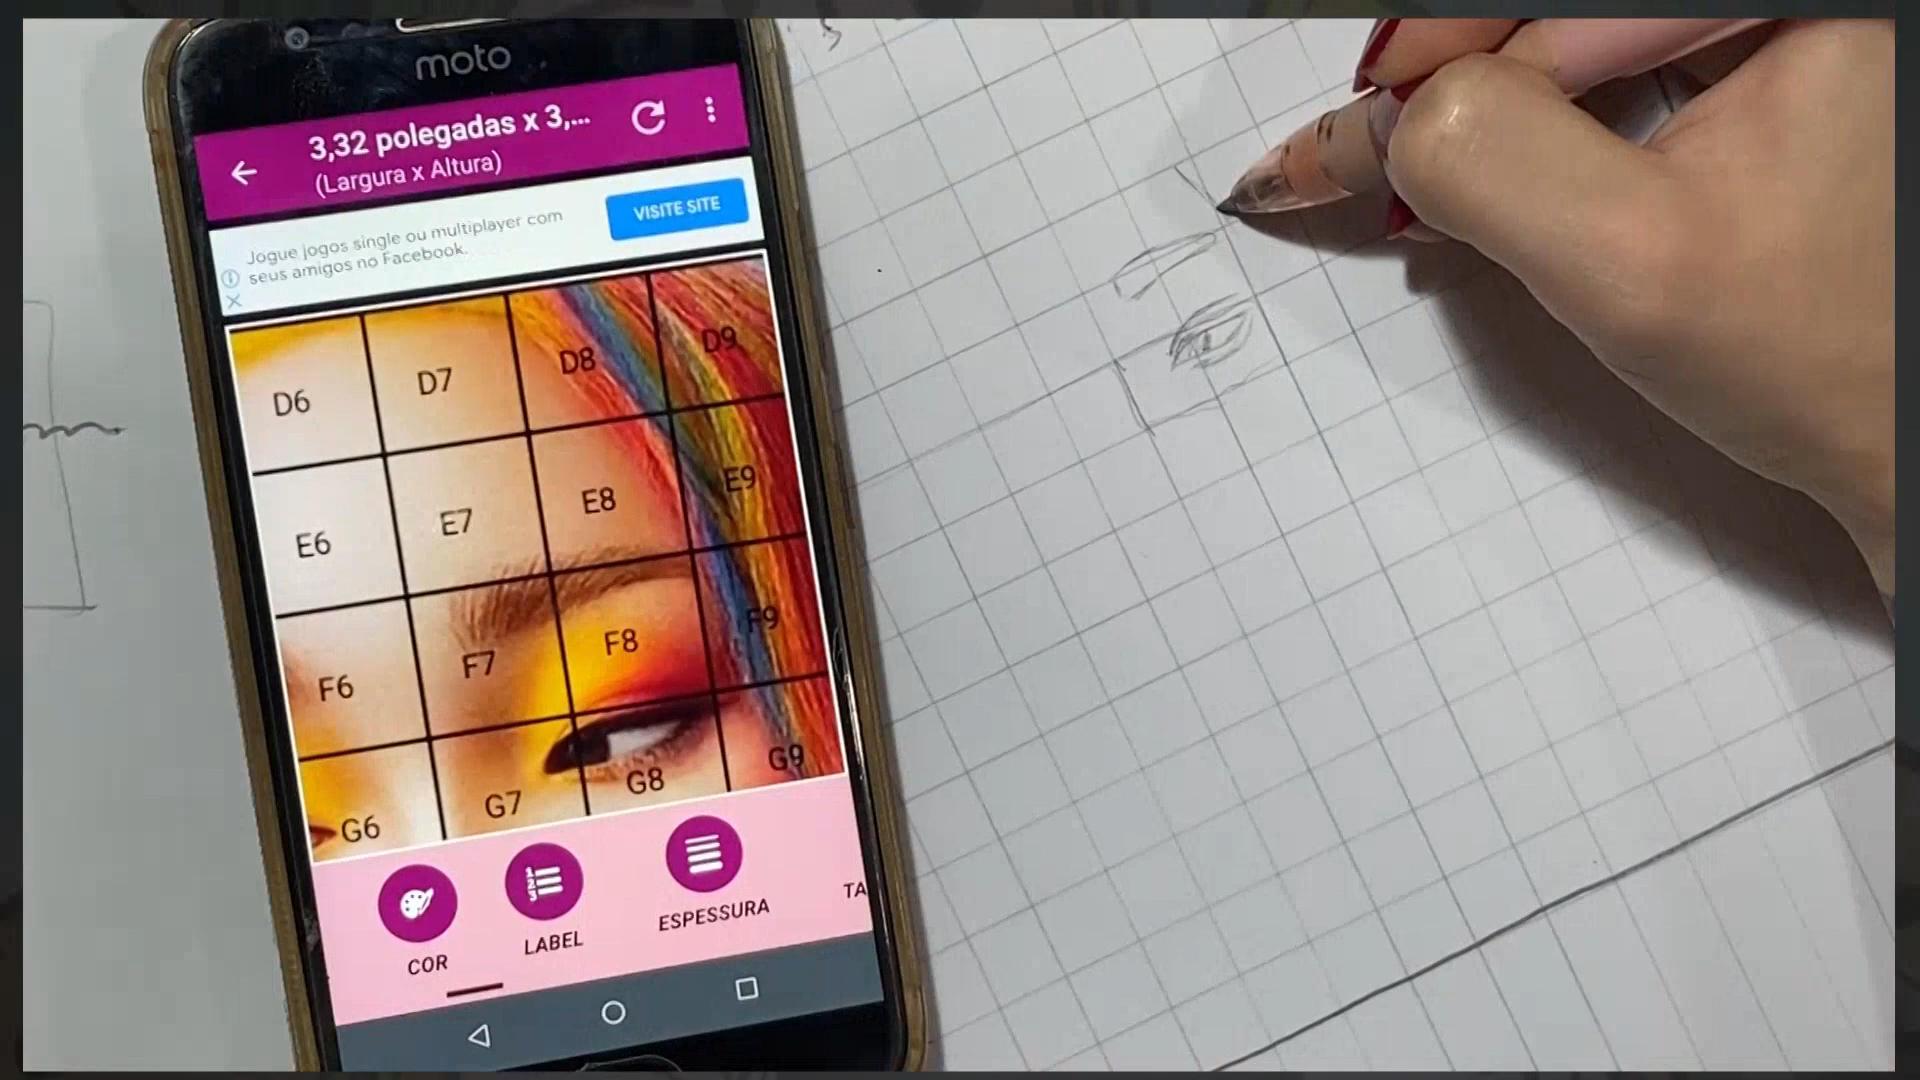 moto
3,32 polegadas x 3,...
(Largura x Altura)
Jogue jogos single ou multiplayer com
seus amigos no Facebook.
VISITE SITE
D6
D7
D8
D9
E6
E7
E8
E9
F6
F7
F8
F9
G6
G7
G8
G9
COR
LABEL
ESPESSURA
TA